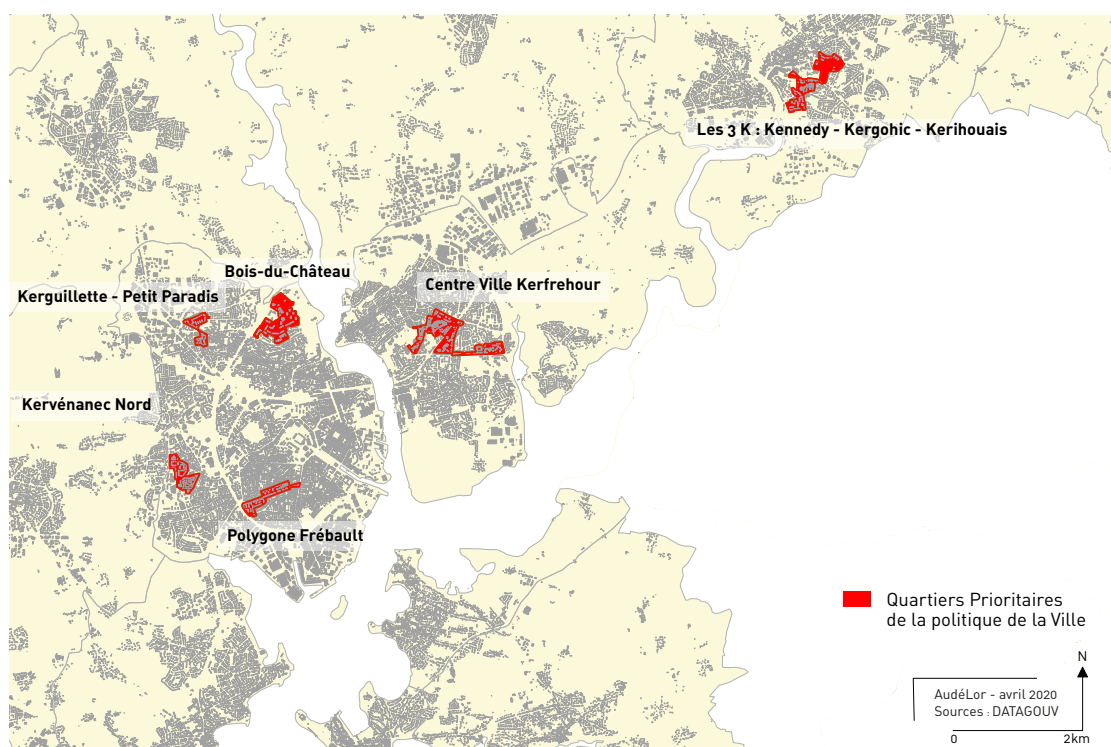 Les 3 K : Kennedy - Kergohic - Kerihouais
Bois-du-Château
Centre Ville Kerfrehour
Kerguillette - Petit Paradis
Kervénanec Nord
Polygone Frébault
Quartiers Prioritaires
de la politique de la Ville
N
AudéLor - avril 2020
Sources : DATAGOUV
0 2km